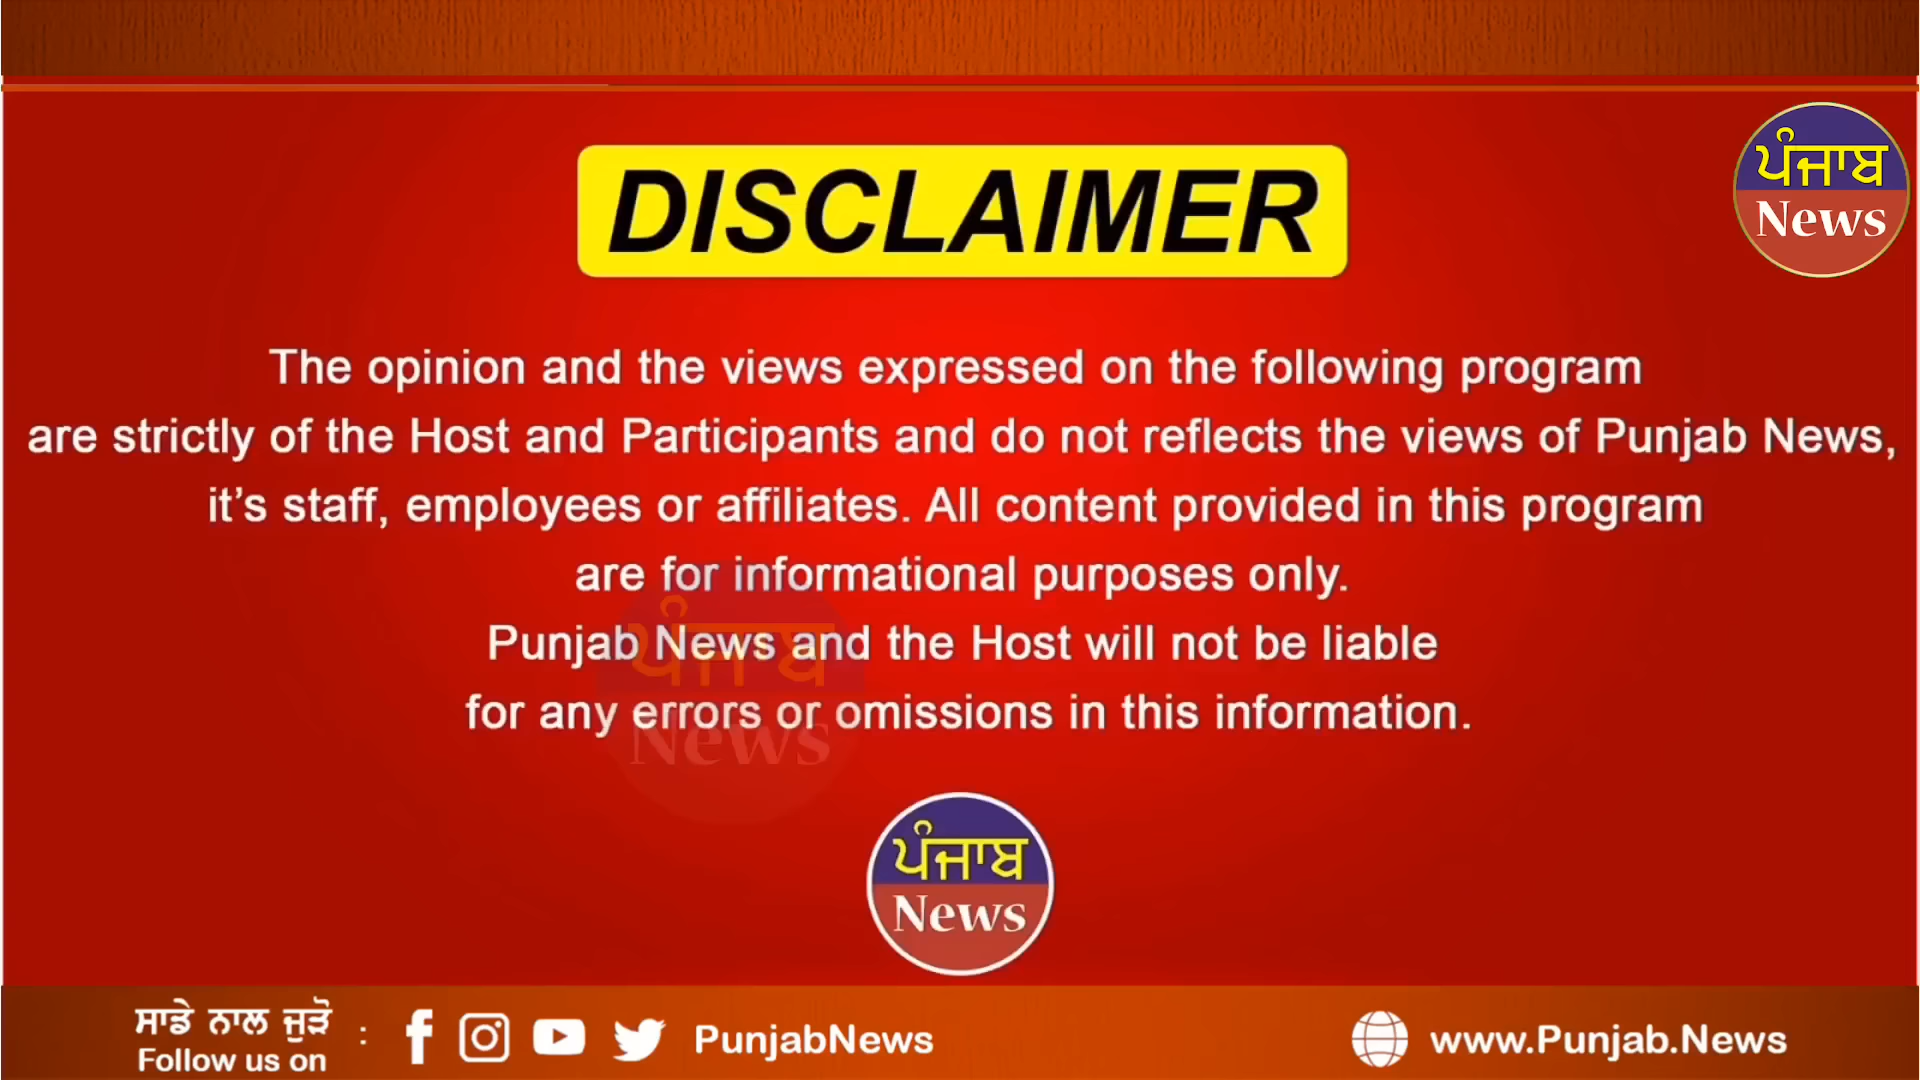 DISCLAIMER
ਪੰਜਾਬ
News
The opinion and the views expressed on the following program
are strictly of the Host and Participants and do not reflects the views of Punjab News,
it’s staff, employees or affiliates. All content provided in this program
are for informational purposes only.
Punjab News and the Host will not be liable
for any errors or omissions in this information.
ਪੰਜਾਬ
News
ਪੰਜਾਬ
News
ਸਾਡੇ ਨਾਲ ਜੁੜੋ :
Follow us on
PunjabNews
www.Punjab.News